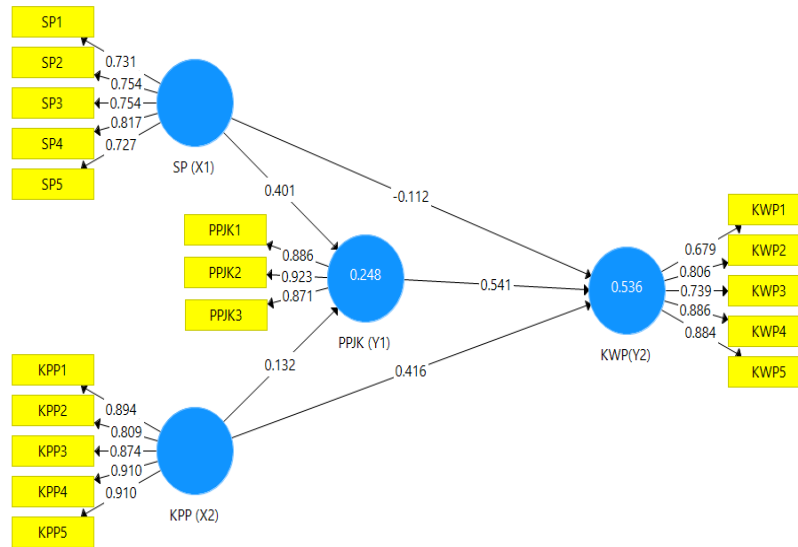 SP1
SP2
SP3
SP4
SP5
0.731
0.754
0.754
0.817
0.727
SP (X1)
0.401
-0.112
PPJK1
PPJK2
PPJK3
0.886
0.923
0.871
0.248
PPJK (Y1)
0.541
0.132
0.416
KPP1
KPP2
KPP3
KPP4
KPP5
0.894
0.809
0.874
0.910
0.910
KPP (X2)
0.536
KWP(Y2)
0.679
0.806
0.739
0.886
0.884
KWP1
KWP2
KWP3
KWP4
KWP5